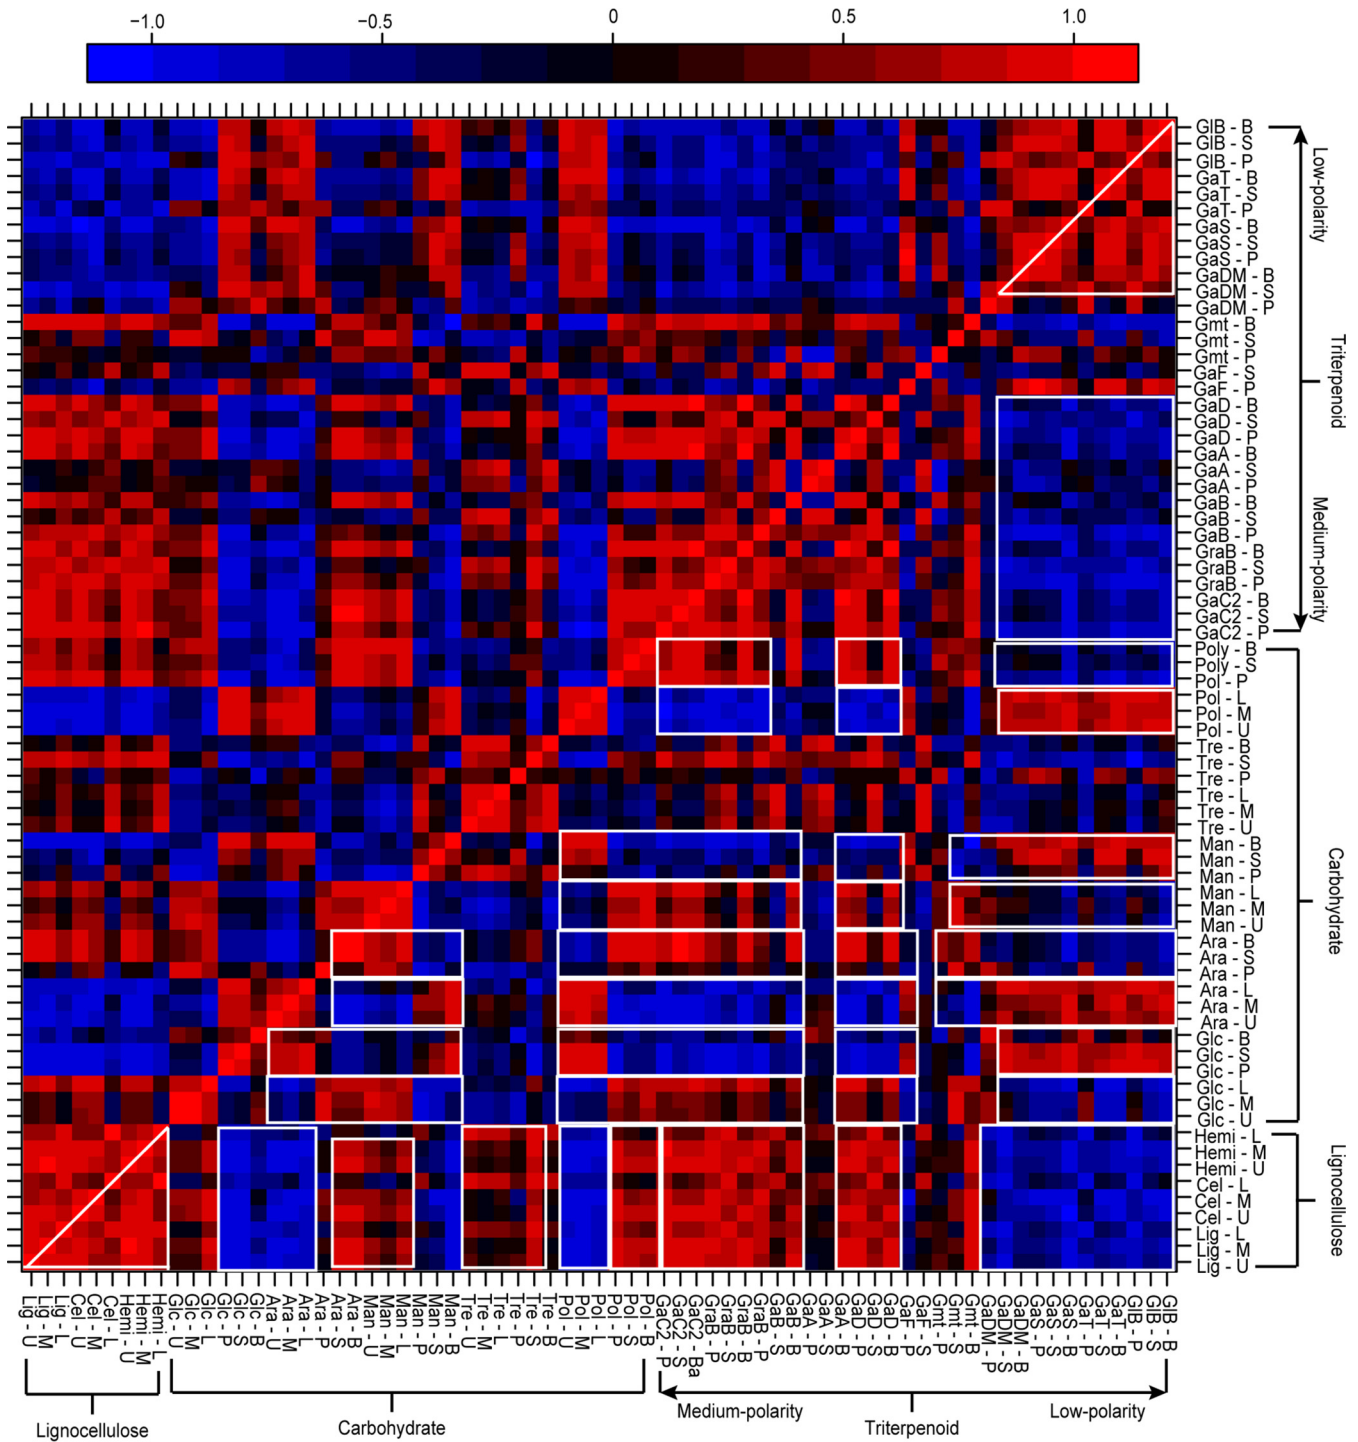 −1.0 −0.5 0 0.5 1.0
GlB - B
GlB - S
GlB - P
GaT - B
GaT - S
GaT - P
GaS - B
GaS - S
GaS - P
GaDM - B
GaDM - S
GaDM - P
Gmt - B
Gmt - S
Gmt - P
GaF - S
GaF - P
GaD - B
GaD - S
GaD - P
GaA - B
GaA - S
GaA - P
GaB - B
GaB - S
GaB - P
GraB - B
GraB - S
GraB - P
GaC2 - B
GaC2 - S
GaC2 - P
Poly - B
Poly - S
Pol - P
Pol - L
Pol - M
Pol - U
Tre - B
Tre - S
Tre - P
Tre - L
Tre - M
Tre - U
Man - B
Man - S
Man - P
Man - L
Man - M
Man - U
Ara - B
Ara - S
Ara - P
Ara - L
Ara - M
Ara - U
Glc - B
Glc - S
Glc - P
Glc - L
Glc - M
Glc - U
Hemi - L
Hemi - M
Hemi - U
Cel - L
Cel - M
Cel - U
Lig - L
Lig - M
Lig - U
Low-polarity
Triterpenoid
Medium-polarity
Carbohydrate
Lignocellulose
Lig - U
Lig - M
Lig - L
Cel - U
Cel - M
Cel - L
Hemi - U
Hemi - M
Hemi - L
Glc - U
Glc - M
Glc - L
Glc - P
Glc - S
Glc - B
Ara - U
Ara - M
Ara - L
Ara - P
Ara - S
Ara - B
Man - U
Man - M
Man - L
Man - P
Man - S
Man - B
Tre - U
Tre - M
Tre - L
Tre - P
Tre - S
Tre - B
Pol - U
Pol - M
Pol - L
Pol - P
Pol - S
Pol - B
GaC2 - P
GaC2 - S
GaC2 - Ba
GraB - P
GraB - S
GraB - B
GraB - P
GaB - S
GaB - B
GaA - P
GaA - S
GaA - B
GaD - P
GaD - S
GaD - B
GaF - P
GaF - S
Gmt - P
Gmt - S
Gmt - B
GaDM - P
GaDM - S
GaDM - B
GaS - P
GaS - S
GaS - B
GaT - P
GaT - S
GaT - B
GlB - P
GlB - S
GlB - B
Lignocellulose
Carbohydrate
Medium-polarity
Triterpenoid
Low-polarity